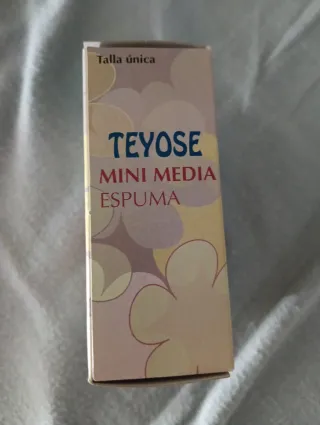 Talla única
TEYOSE
MINI MEDIA
ESPUMA